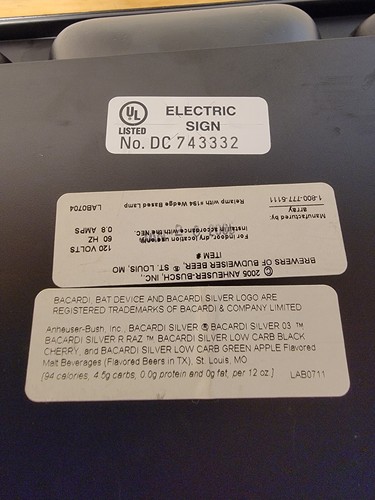 UL
LISTED
ELECTRIC
SIGN
No. DC 743332
© 2005 ANHEUSER-BUSCH, INC.,
BREWERS OF BUDWEISER BEER, ® ST. LOUIS, MO
ITEM #
For indoor, dry, location use only.
Install in accordance with the NEC
Relamp with #194 Wedge Based Lamp
120 VOLTS
60 HZ
0.8 AMPS
Manufactured by:
array
1-800-777-5111
LAB0704
BACARDI, BAT DEVICE AND BACARDI SILVER LOGO ARE
REGISTERED TRADEMARKS OF BACARDI & COMPANY LIMITED
Anheuser-Bush, Inc., BACARDI SILVER ® BACARDI SILVER O3 ™
BACARDI SILVER R RAZ ™ BACARDI SILVER LOW CARB BLACK
CHERRY, and BACARDI SILVER LOW CARB GREEN APPLE Flavored
Malt Beverages (Flavored Beers in TX). St. Louis, MO
[94 calories, 4.5g carbs, 0.0g protein and 0g fat, per 12 oz.]
LAB0711